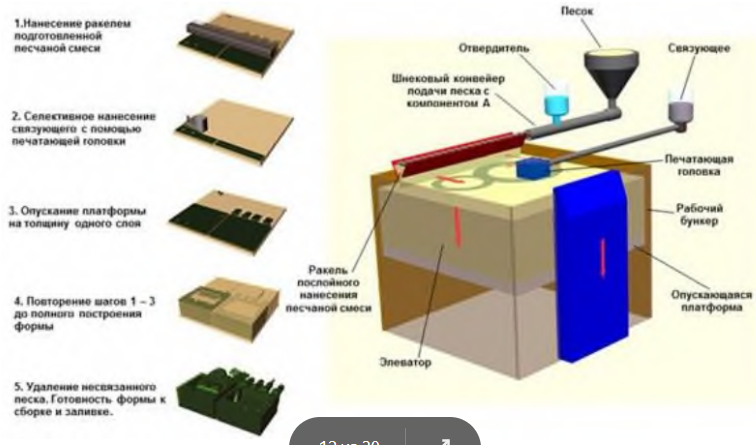 1.Нанесение ракелем
подготовленной
песчаной смеси
2. Селективное нанесение
связующего с помощью
печатающей головки
3. Опускание платформы
на толщину одного слоя
4. Повторение шагов 1 – 3
до полного построения
формы
5. Удаление несвязанного
песка. Готовность формы к
сборке и заливке.
Песок
Отвердитель
Связующее
Шнековый конвейер
подачи песка с
компонентом А
Печатающая
головка
Рабочий
бункер
Ракель
послойного
нанесения
песчаной смеси
Опускающаяся
платформа
Элеватор